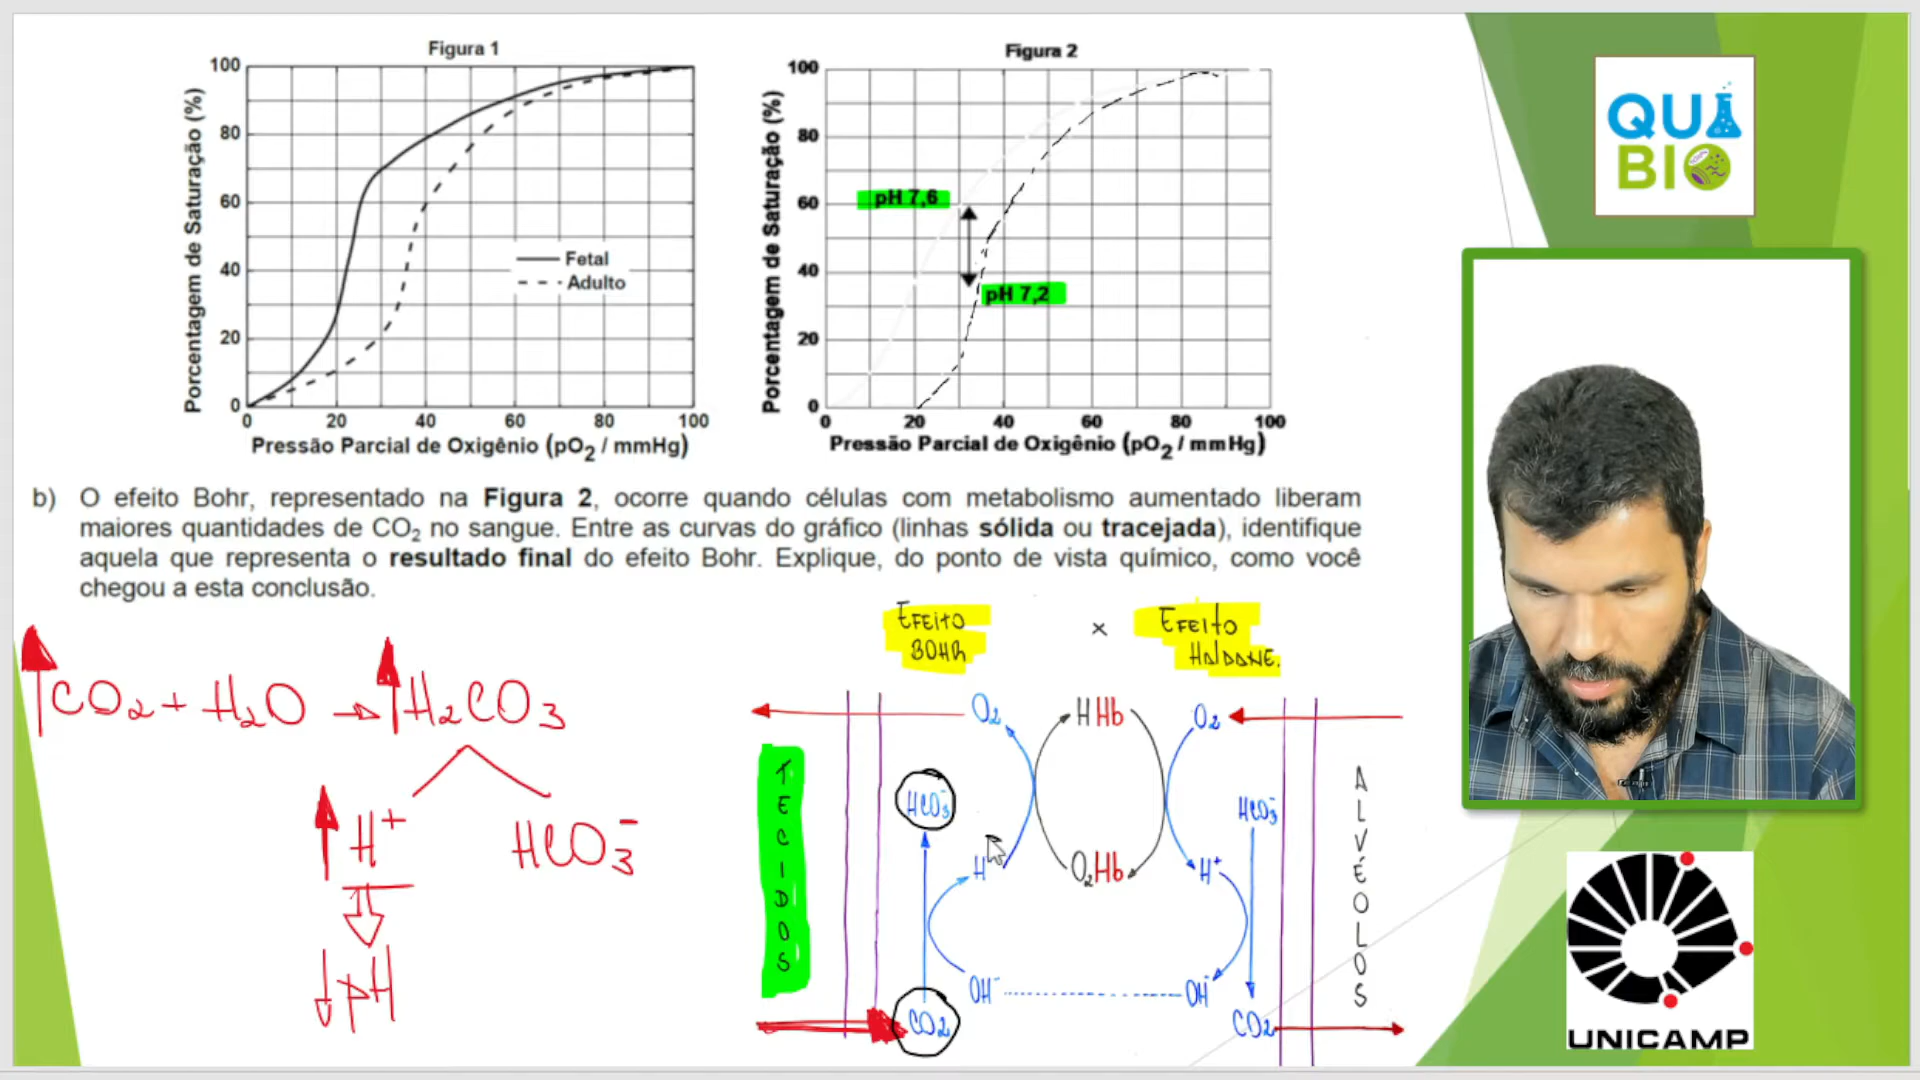 Figura 1
100
80
60
40
20
0
Porcentagem de Saturação (%)
Fetal
Adulto
0 20 40 60 80 100
Pressão Parcial de Oxigênio (pO2 / mmHg)
Figura 2
100
80
60
40
20
0
Porcentagem de Saturação (%)
pH 7,6
pH 7,2
0 20 40 60 80 100
Pressão Parcial de Oxigênio (pO2 / mmHg)
QUI
BIO
b) O efeito Bohr, representado na Figura 2, ocorre quando células com metabolismo aumentado liberam
maiores quantidades de CO2 no sangue. Entre as curvas do gráfico (linhas sólida ou tracejada), identifique
aquela que representa o resultado final do efeito Bohr. Explique, do ponto de vista químico, como você
chegou a esta conclusão.
CO2 + H2O → H2CO3
H+ HCO3-
pH
EFEITO
BOHR
×
EFEITO
HALDANE.
TECIDOS
O2 HHb O2
HCO3- HCO3-
H O2Hb H+
OH- OH-
CO2 CO2
ALVÉOLOS
UNICAMP